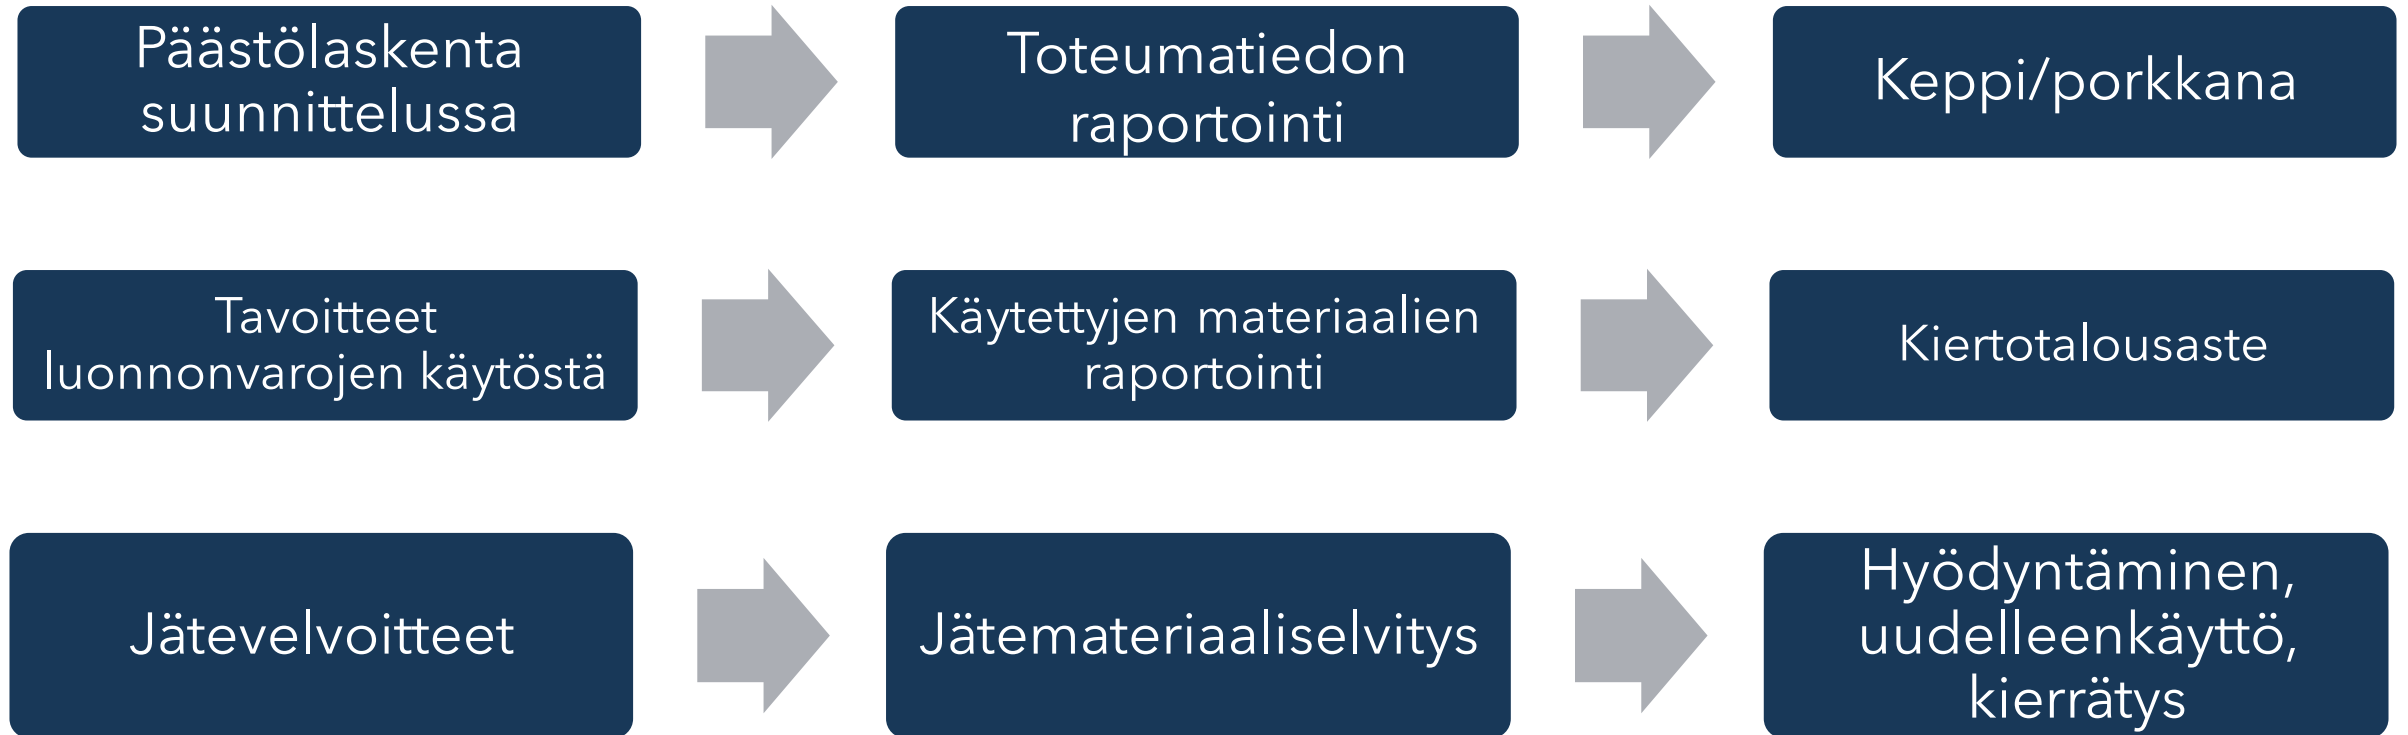 Päästölaskenta
suunnittelussa
Toteumatiedon
raportointi
Keppi/porkkana
Tavoitteet
luonnonvarojen käytöstä
Käytettyjen materiaalien
raportointi
Kiertotalousaste
Jätevelvoitteet
Jätemateriaaliselvitys
Hyödyntäminen,
uudelleenkäyttö,
kierrätys